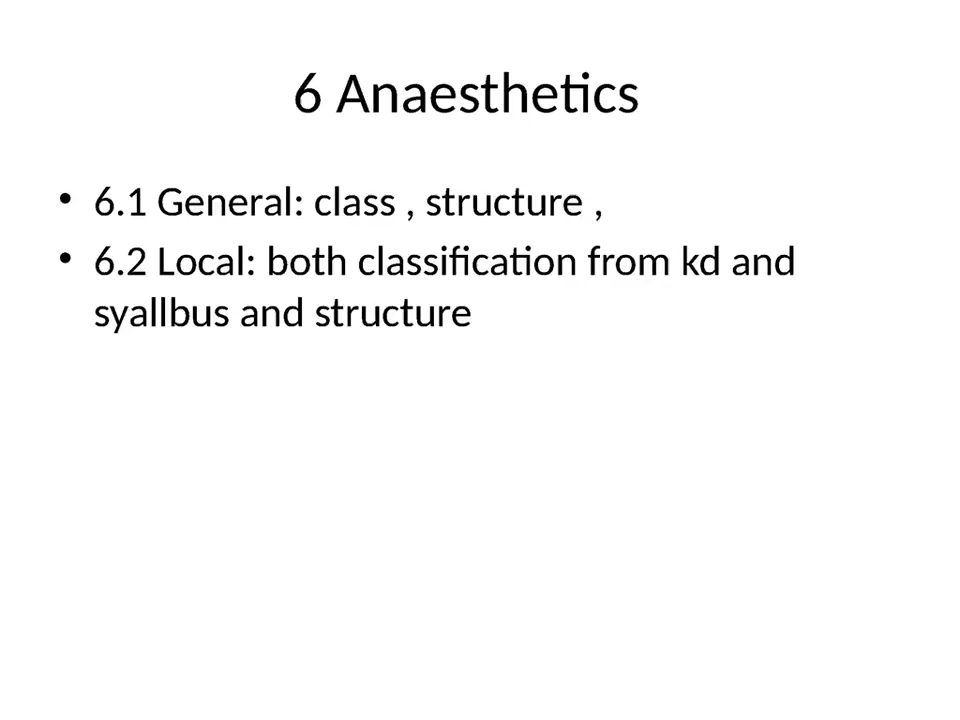 6 Anaesthetics
• 6.1 General: class , structure ,
• 6.2 Local: both classification from kd and
syallbus and structure